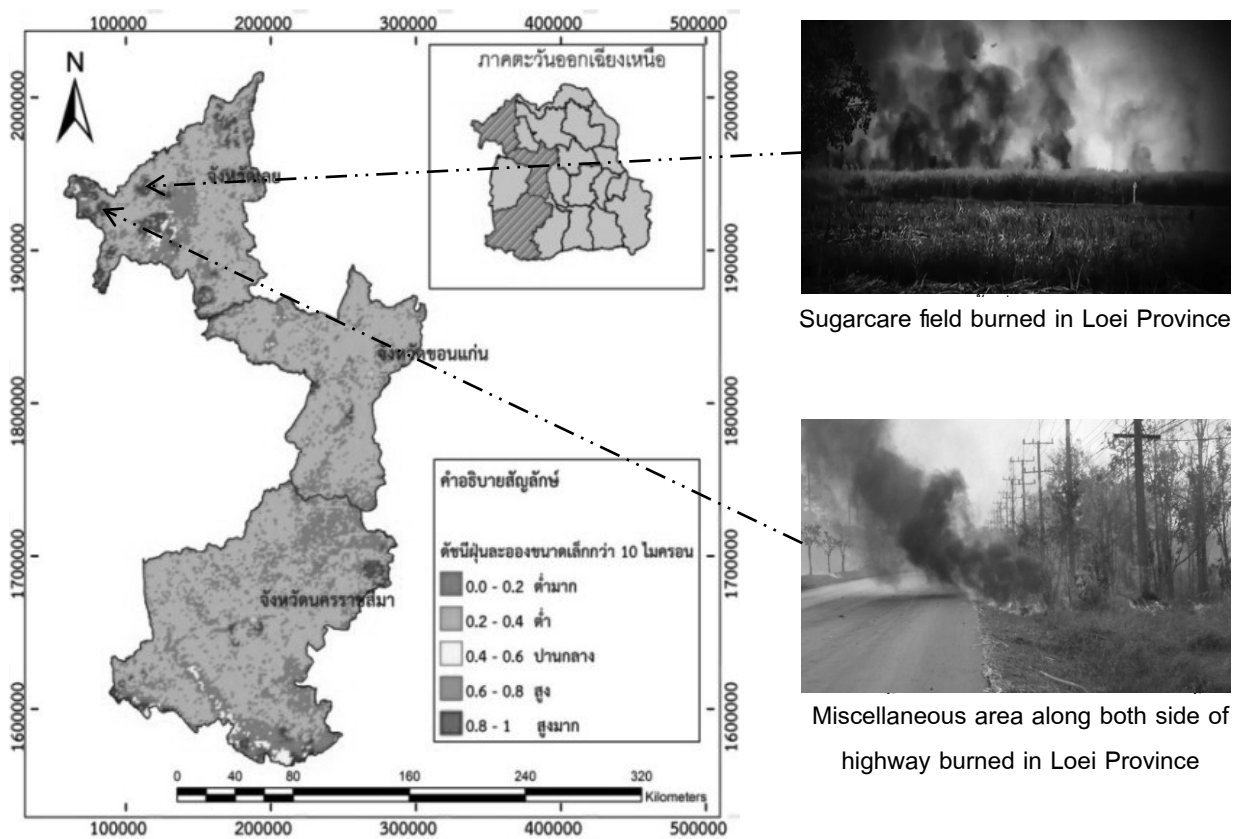 100000 200000 300000 400000 500000
N
ภาคตะวันออกเฉียงเหนือ
2000000
2000000
จังหวัดเลย
1900000
1900000
Sugarcare field burned in Loei Province
จังหวัดขอนแก่น
1800000
1800000
คำอธิบายสัญลักษ์
ดัชนีฝุ่นละอองขนาดเล็กกว่า 10 ไมครอน
0.0 - 0.2 ต่ำมาก
0.2 - 0.4 ต่ำ
0.4 - 0.6 ปานกลาง
0.6 - 0.8 สูง
0.8 - 1 สูงมาก
1700000
1700000
จังหวัดนครราชสีมา
1600000
1600000
Miscellaneous area along both side of
highway burned in Loei Province
0 40 80 160 240 320
Kilometers
100000 200000 300000 400000 500000